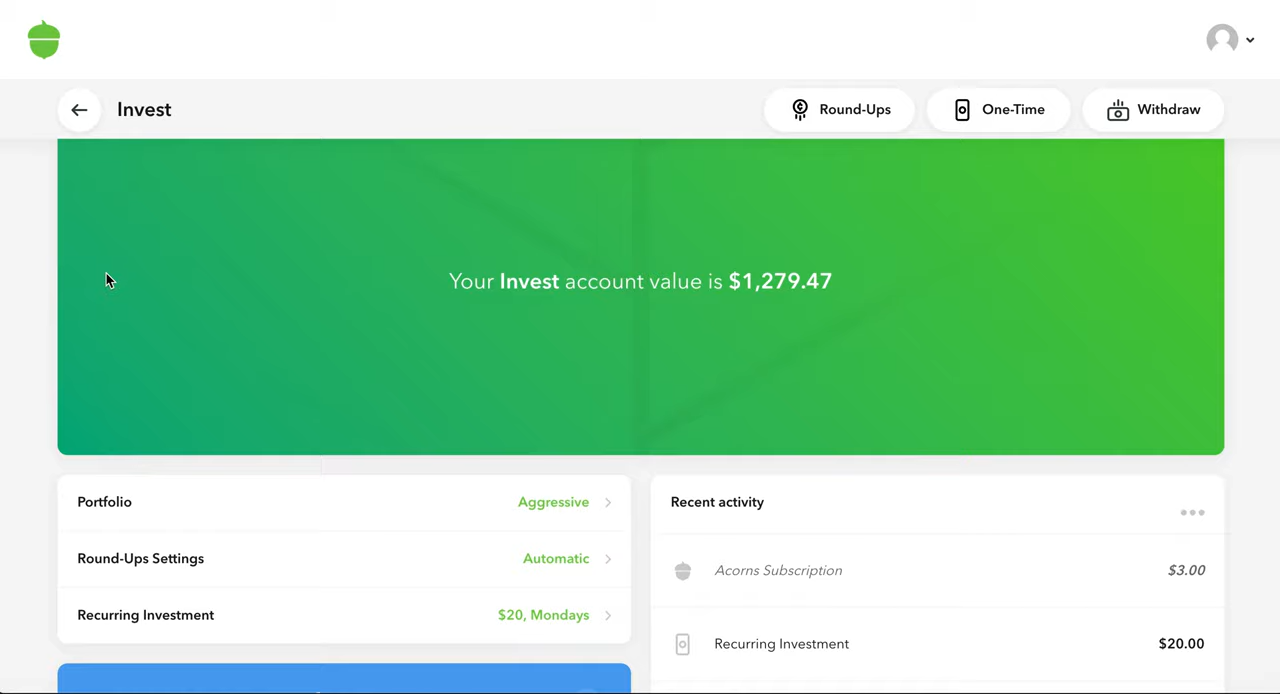 Invest
Round-Ups
One-Time
Withdraw
Your Invest account value is $1,279.47
Portfolio Aggressive
Round-Ups Settings Automatic
Recurring Investment $20, Mondays
Recent activity
Acorns Subscription $3.00
Recurring Investment $20.00